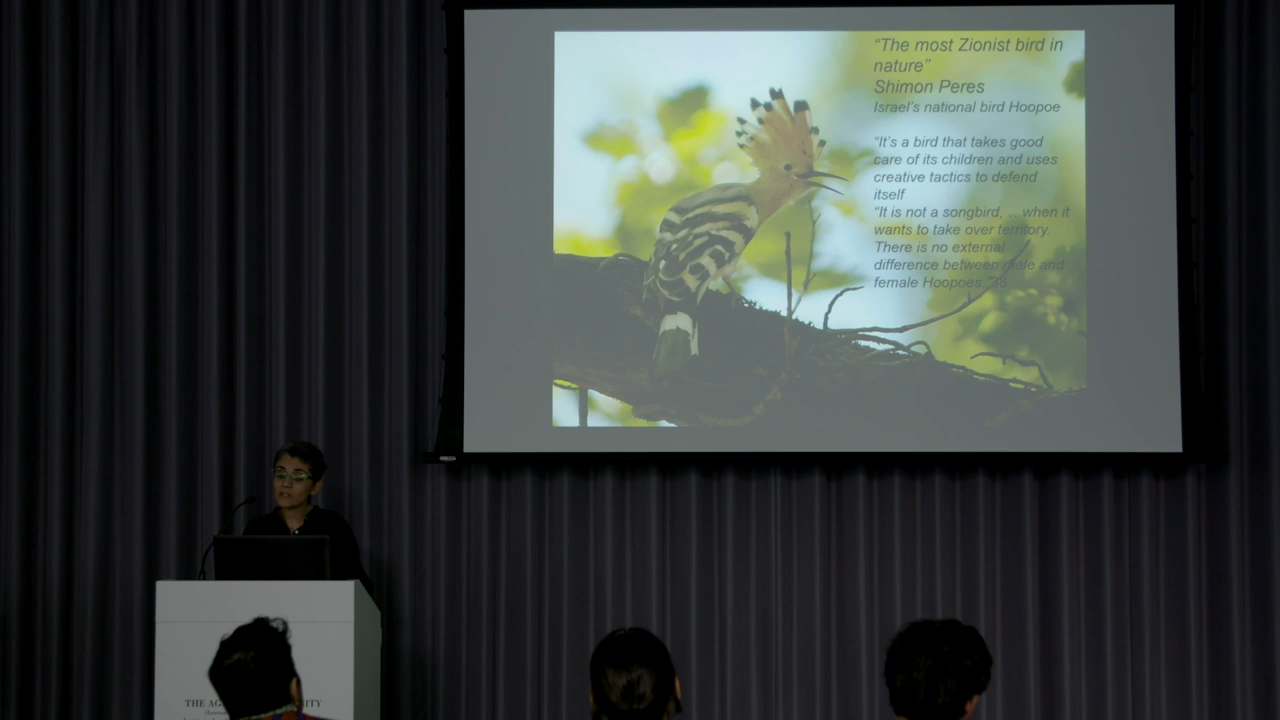 “The most Zionist bird in
nature”
Shimon Peres
Israel’s national bird Hoopoe
“It’s a bird that takes good
care of its children and uses
creative tactics to defend
itself
“It is not a songbird, …when it
wants to take over territory.
There is no external
difference between male and
female Hoopoes.”38
THE